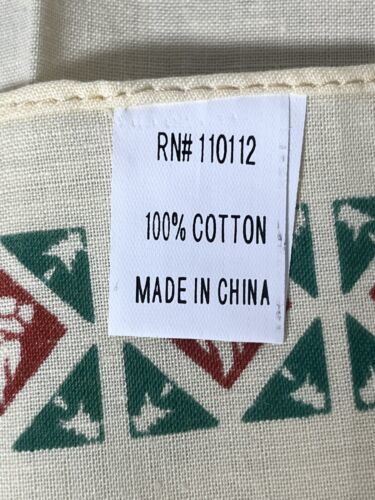 RN# 110112
100% COTTON
MADE IN CHINA